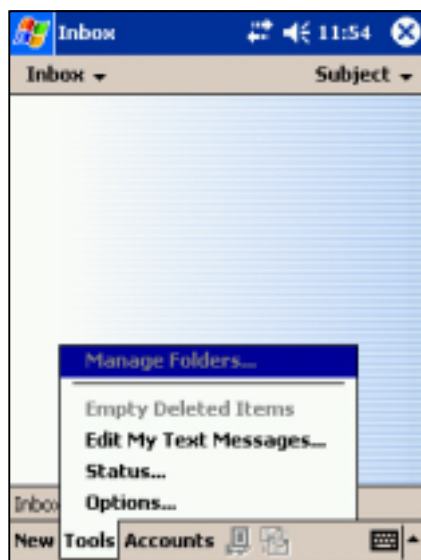 Inbox 11:54
Inbox Subject
Manage Folders...
Empty Deleted Items
Edit My Text Messages...
Status...
Options...
Inbox
New Tools Accounts